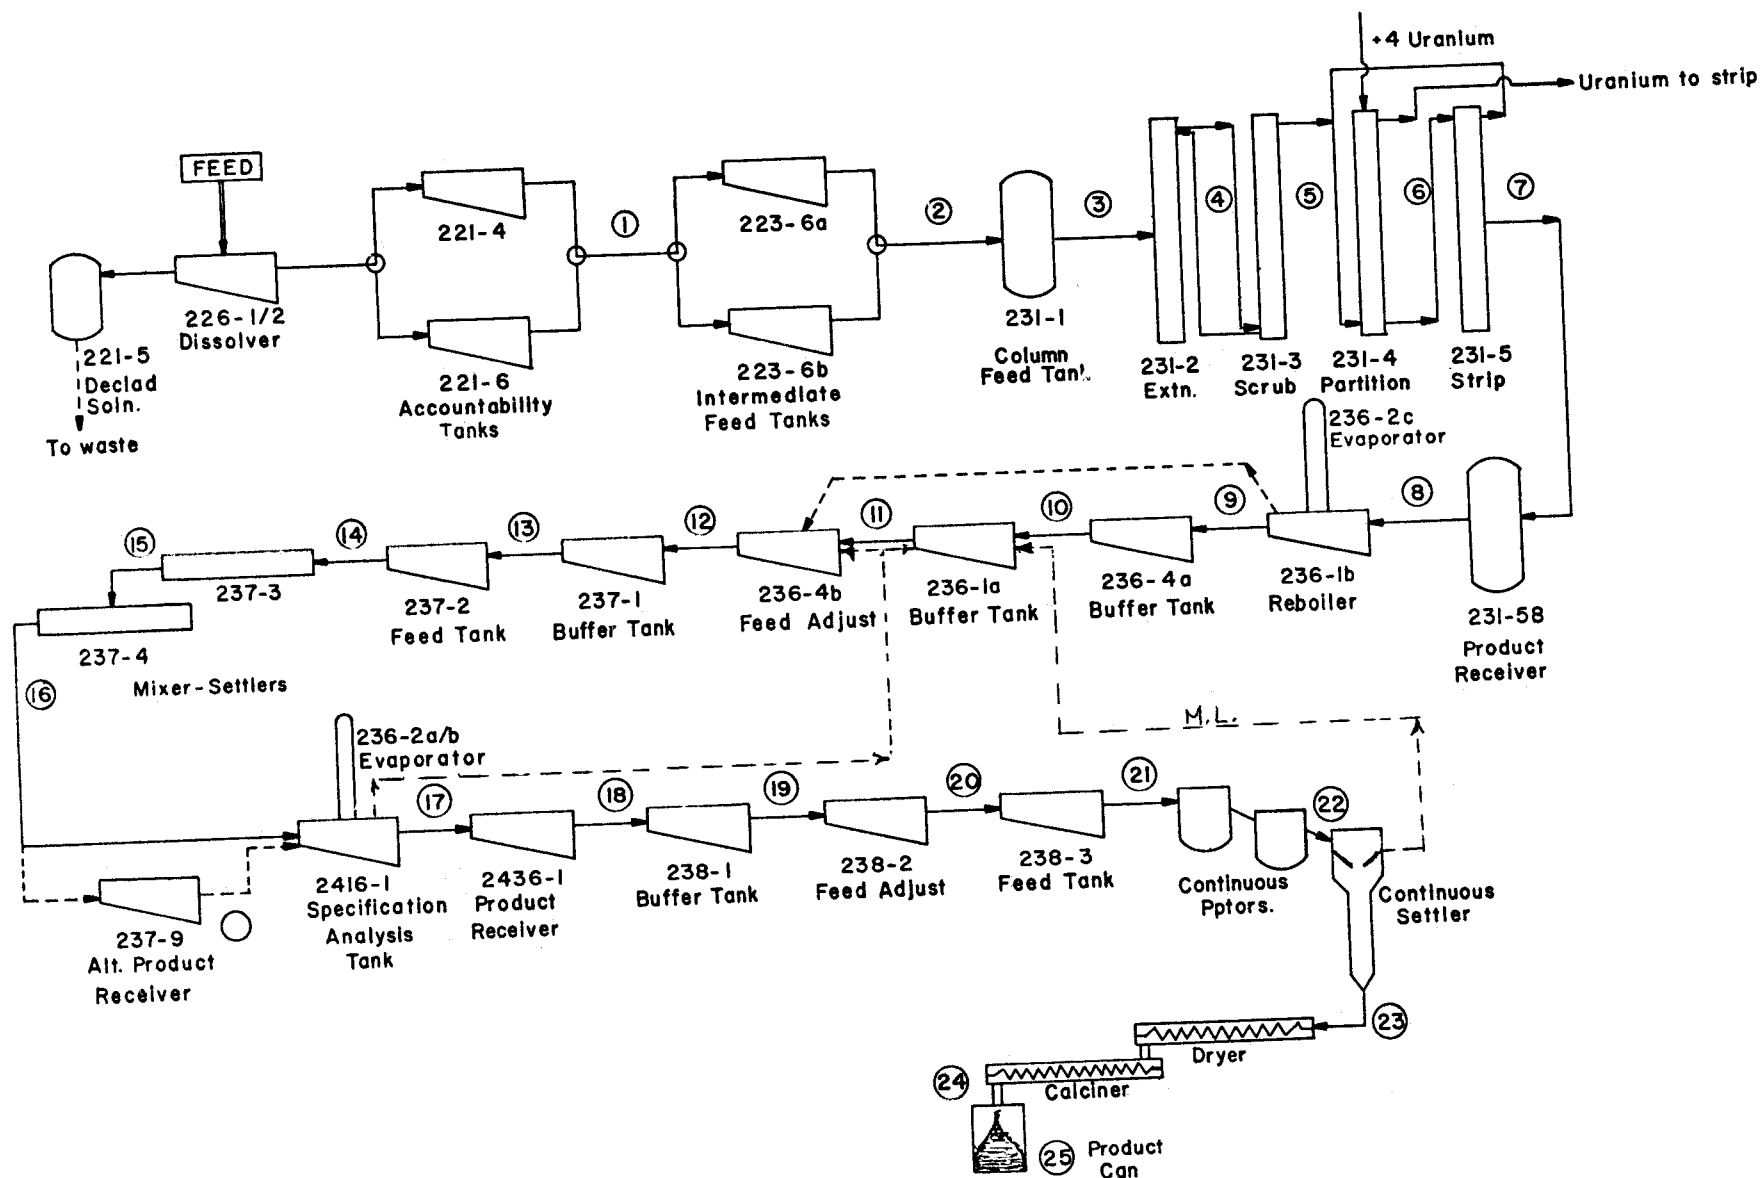 +4 Uranium
Uranium to strip
FEED
226-1/2
Dissolver
221-5
Declad
Soln.
To waste
221-4
221-6
Accountability
Tanks
①
223-6a
223-6b
Intermediate
Feed Tanks
②
231-1
Column
Feed Tank
③
231-2
Extn.
④
231-3
Scrub
⑤
231-4
Partition
⑥
231-5
Strip
⑦
231-58
Product
Receiver
⑧
236-2c
Evaporator
236-1b
Reboiler
⑨
236-4a
Buffer Tank
⑩
236-1a
Buffer Tank
⑪
236-4b
Feed Adjust
⑫
237-1
Buffer Tank
⑬
237-2
Feed Tank
⑭
237-3
⑮
237-4
Mixer-Settlers
⑯
M.L.
236-2a/b
Evaporator
237-9
Alt. Product
Receiver
2416-1
Specification
Analysis
Tank
⑰
2436-1
Product
Receiver
⑱
238-1
Buffer Tank
⑲
238-2
Feed Adjust
⑳
238-3
Feed Tank
㉑
Continuous
Pptors.
㉒
Continuous
Settler
㉓
Dryer
Calciner
㉔
㉕
Product
Can